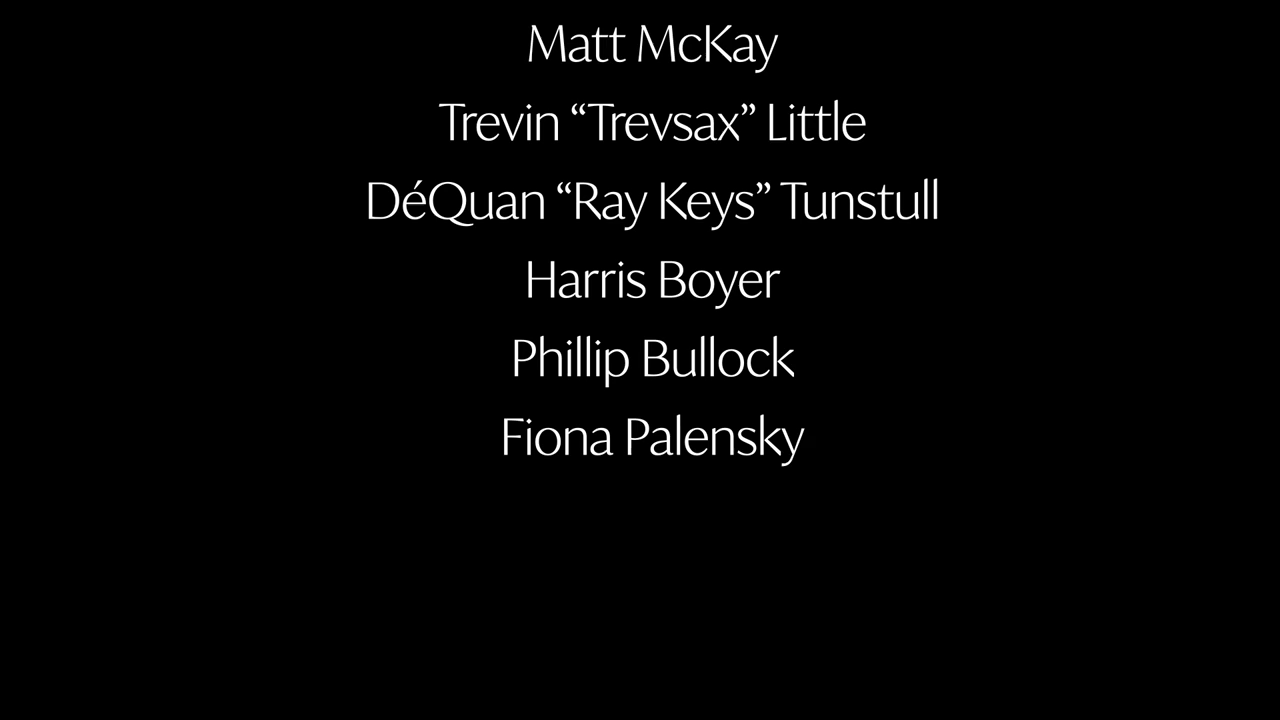 Matt McKay
Trevin “Trevsax” Little
DéQuan “Ray Keys” Tunstull
Harris Boyer
Phillip Bullock
Fiona Palensky